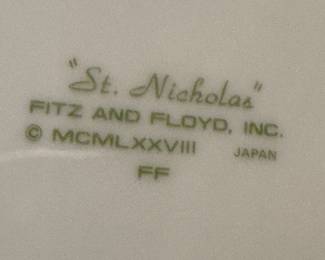 "St. Nicholas"
FITZ AND FLOYD, INC.
© MCMLXXVIII JAPAN
FF